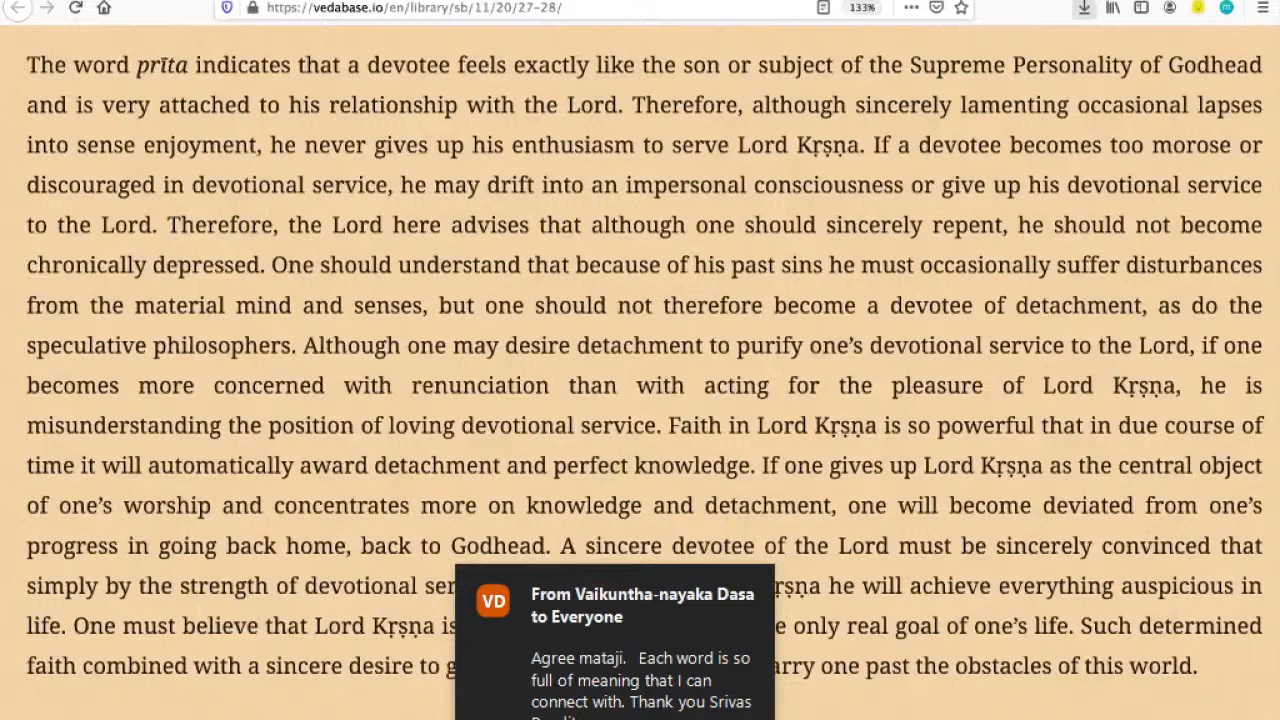 https://vedabase.io/en/library/sb/11/20/27-28/
133%
The word prīta indicates that a devotee feels exactly like the son or subject of the Supreme Personality of Godhead
and is very attached to his relationship with the Lord. Therefore, although sincerely lamenting occasional lapses
into sense enjoyment, he never gives up his enthusiasm to serve Lord Kṛṣṇa. If a devotee becomes too morose or
discouraged in devotional service, he may drift into an impersonal consciousness or give up his devotional service
to the Lord. Therefore, the Lord here advises that although one should sincerely repent, he should not become
chronically depressed. One should understand that because of his past sins he must occasionally suffer disturbances
from the material mind and senses, but one should not therefore become a devotee of detachment, as do the
speculative philosophers. Although one may desire detachment to purify one’s devotional service to the Lord, if one
becomes more concerned with renunciation than with acting for the pleasure of Lord Kṛṣṇa, he is
misunderstanding the position of loving devotional service. Faith in Lord Kṛṣṇa is so powerful that in due course of
time it will automatically award detachment and perfect knowledge. If one gives up Lord Kṛṣṇa as the central object
of one’s worship and concentrates more on knowledge and detachment, one will become deviated from one’s
progress in going back home, back to Godhead. A sincere devotee of the Lord must be sincerely convinced that
simply by the strength of devotional he will achieve everything auspicious in
life. One must believe that Lord Kṛṣṇa is only real goal of one’s life. Such determined
faith combined with a sincere desire to one past the obstacles of this world.
VD
From Vaikuntha-nayaka Dasa
to Everyone
Agree mataji. Each word is so
full of meaning that I can
connect with. Thank you Srivas